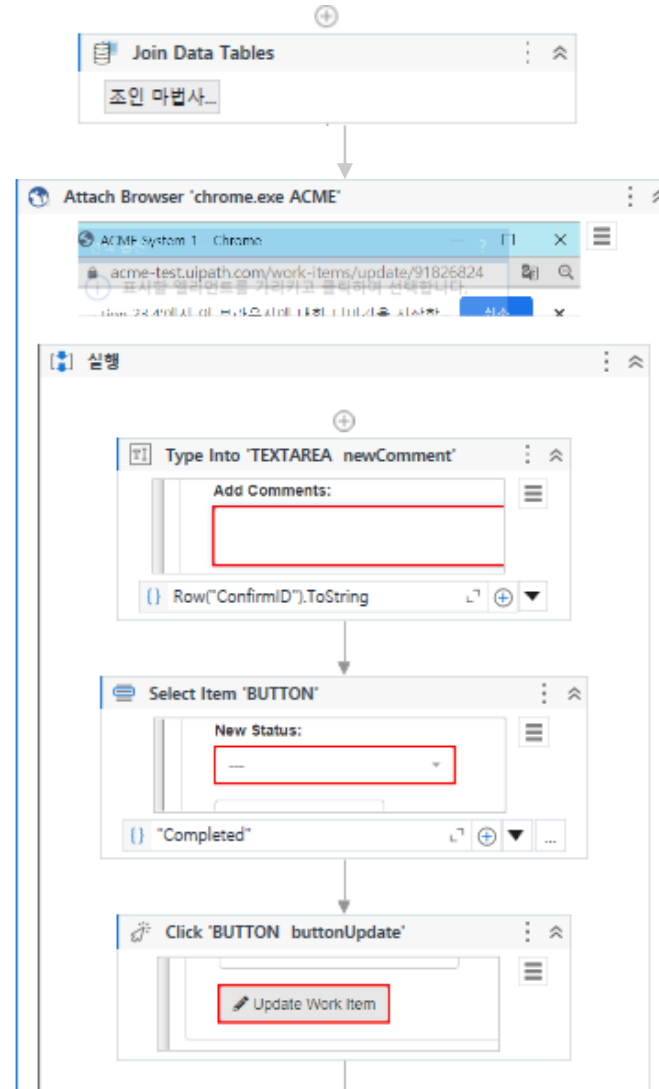 Join Data Tables
조인 마법사...
Attach Browser 'chrome.exe ACME'
ACME System 1 - Chrome
acme-test.uipath.com/work-items/update/91826824
표시할 엘리먼트를 가리키고 클릭하여 선택합니다.
취소
실행
Type Into 'TEXTAREA newComment'
Add Comments:
Row("ConfirmID").ToString
Select Item 'BUTTON'
New Status:
---
"Completed"
...
Click 'BUTTON buttonUpdate'
Update Work Item